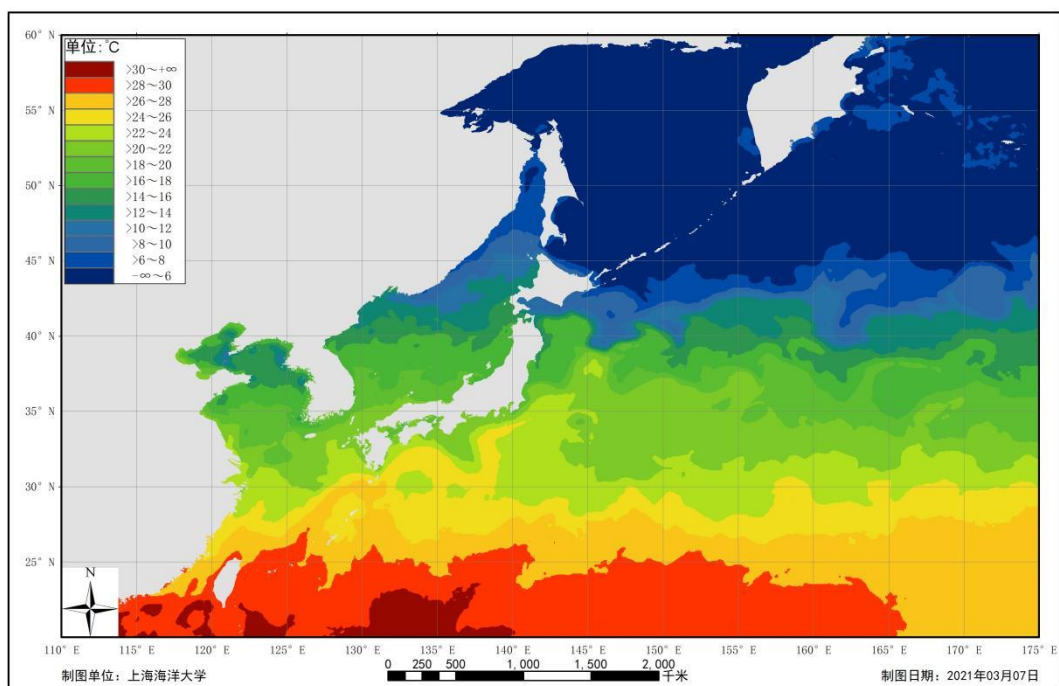 60° N
单位:℃
>30～+∞
>28～30
>26～28
>24～26
>22～24
>20～22
>18～20
>16～18
>14～16
>12～14
>10～12
>8～10
>6～8
-∞～6
55° N
50° N
45° N
40° N
35° N
30° N
25° N
N
110° E
115° E
120° E
125° E
130° E
135° E
140° E
145° E
150° E
155° E
160° E
165° E
170° E
175° E
制图单位: 上海海洋大学
0 250 500 1,000 1,500 2,000
千米
制图日期: 2021年03月07日